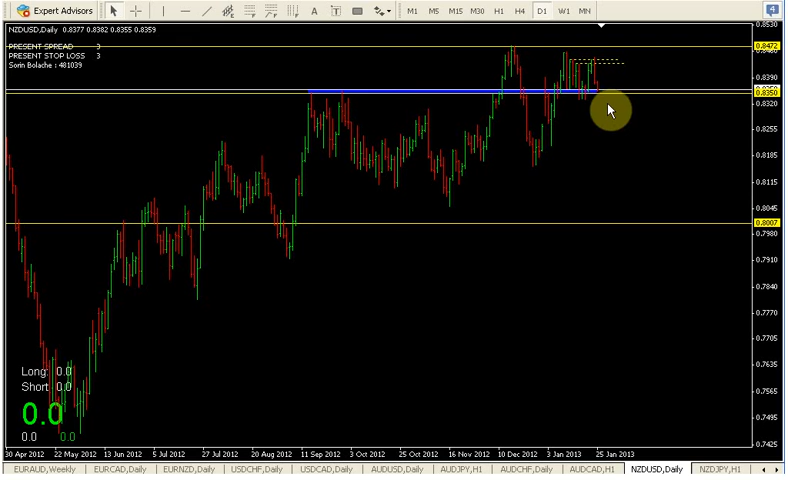 Expert Advisors A T M1 M5 M15 M30 H1 H4 D1 W1 MN 4
NZDUSD,Daily 0.8377 0.8382 0.8355 0.8359
PRESENT SPREAD 3
PRESENT STOP LOSS 3
Sorin Bolache : 481039
0.8530
0.8472
0.8390
0.8350
0.8320
0.8255
0.8185
0.8115
0.8045
0.8007
0.7980
0.7910
0.7840
0.7770
0.7705
0.7635
0.7565
0.7495
0.7425
Long: 0.0
Short: 0.0
0.0
0.0 0.0
30 Apr 2012 22 May 2012 13 Jun 2012 5 Jul 2012 27 Jul 2012 20 Aug 2012 11 Sep 2012 3 Oct 2012 25 Oct 2012 16 Nov 2012 10 Dec 2012 3 Jan 2013 25 Jan 2013
EURAUD,Weekly EURCAD,Daily EURNZD,Daily USDCHF,Daily USDCAD,Daily AUDUSD,Daily AUDJPY,H1 AUDCHF,Daily AUDCAD,H1 NZDUSD,Daily NZDJPY,H1